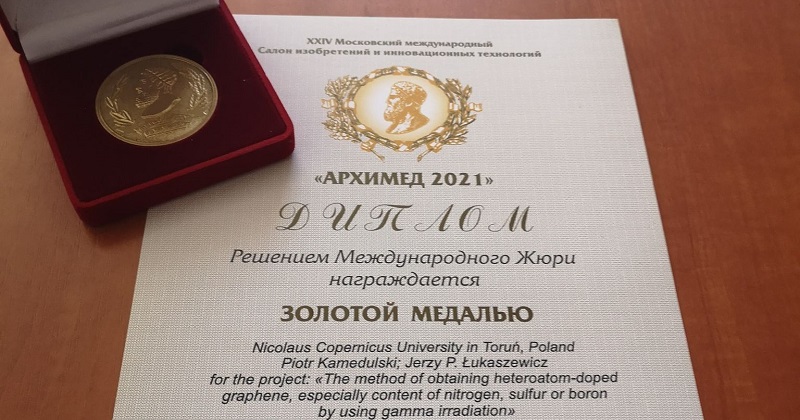 XXIV Московский международный
Салон изобретений и инновационных технологий
«АРХИМЕД 2021»
ДИПЛОМ
Решением Международного Жюри
награждается
ЗОЛОТОЙ МЕДАЛЬЮ
Nicolaus Copernicus University in Toruń, Poland
Piotr Kamedulski; Jerzy P. Łukaszewicz
for the project: «The method of obtaining heteroatom-doped
graphene, especially content of nitrogen, sulfur or boron
by using gamma irradiation»